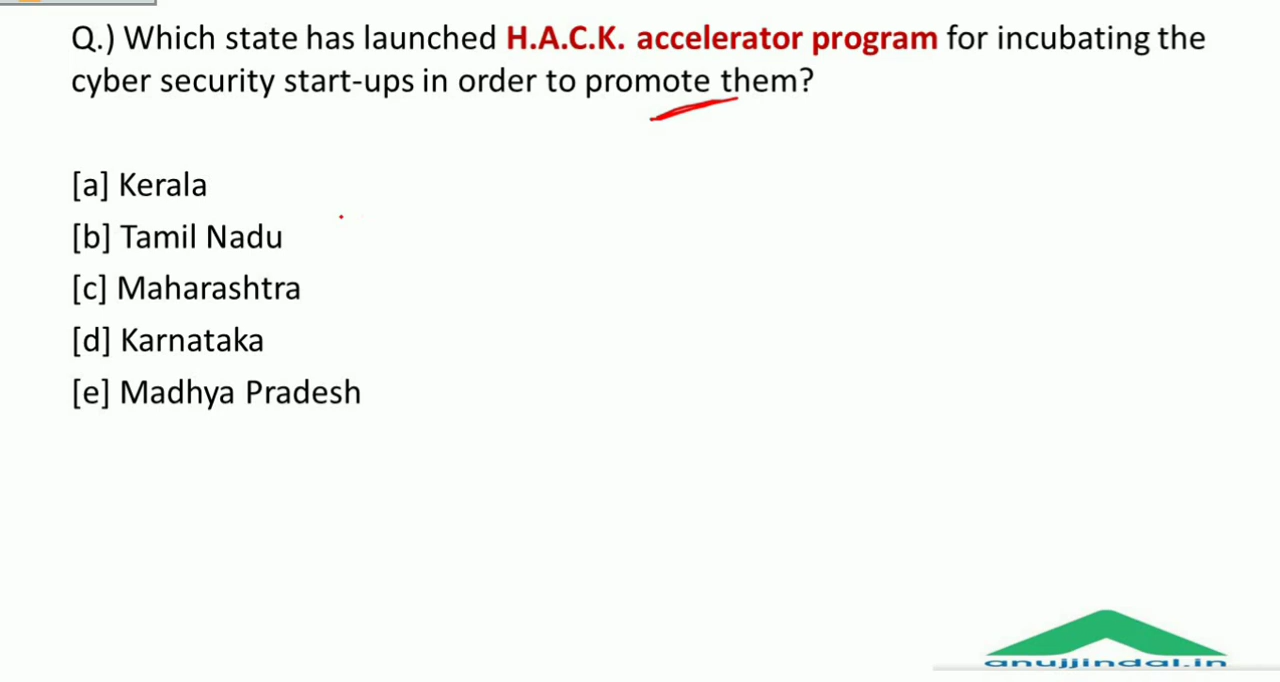 Q.) Which state has launched H.A.C.K. accelerator program for incubating the
cyber security start-ups in order to promote them?
[a] Kerala
[b] Tamil Nadu
[c] Maharashtra
[d] Karnataka
[e] Madhya Pradesh
anujjindal.in